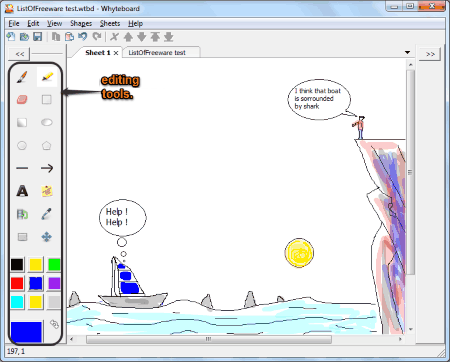 ListOfFreeware test.wtbd - Whyteboard
File Edit View Shapes Sheets Help
<<
Sheet 1
ListOfFreeware test
>>
editing
tools.
I think that boat
is sorrounded
by shark
A
Help !
Help !
197, 1